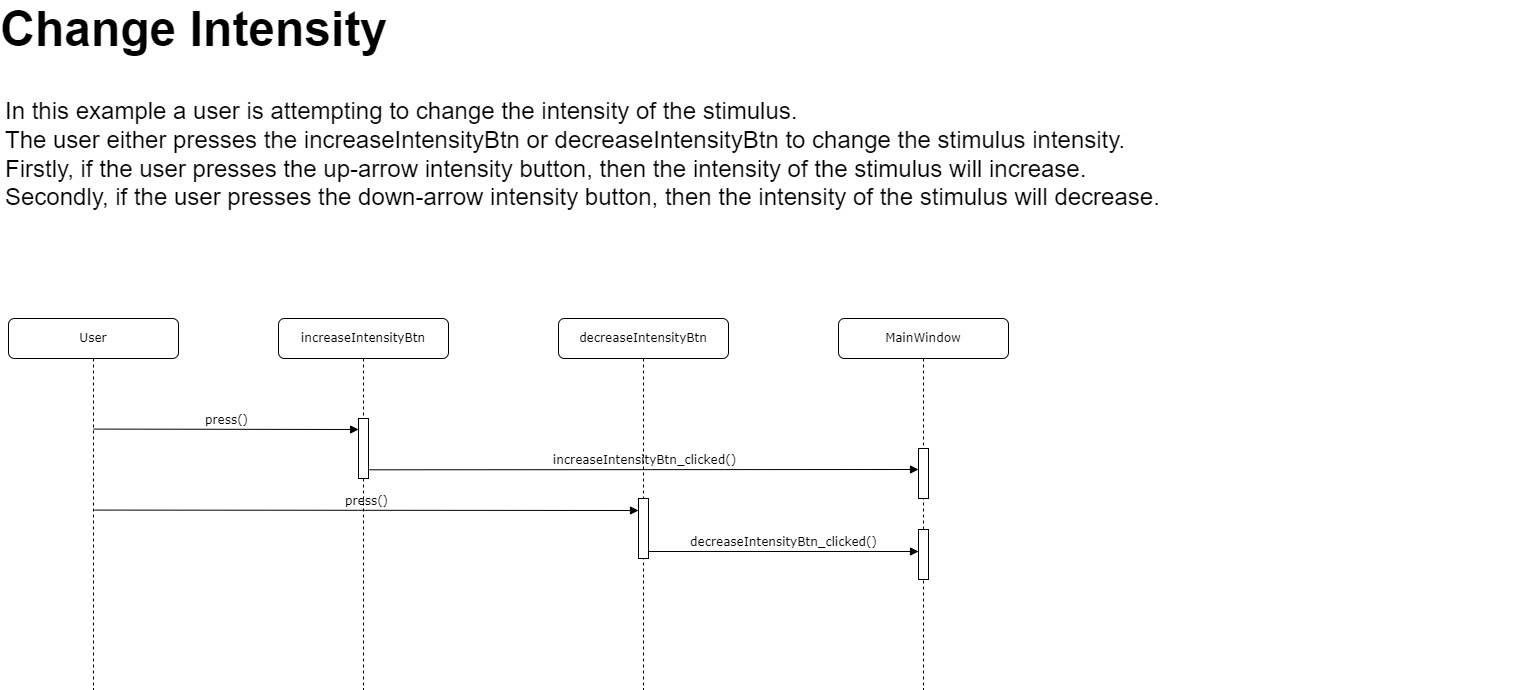 Change Intensity
In this example a user is attempting to change the intensity of the stimulus.
The user either presses the increaseIntensityBtn or decreaseIntensityBtn to change the stimulus intensity.
Firstly, if the user presses the up-arrow intensity button, then the intensity of the stimulus will increase.
Secondly, if the user presses the down-arrow intensity button, then the intensity of the stimulus will decrease.
User
increaseIntensityBtn
decreaseIntensityBtn
MainWindow
press()
increaseIntensityBtn_clicked()
press()
decreaseIntensityBtn_clicked()